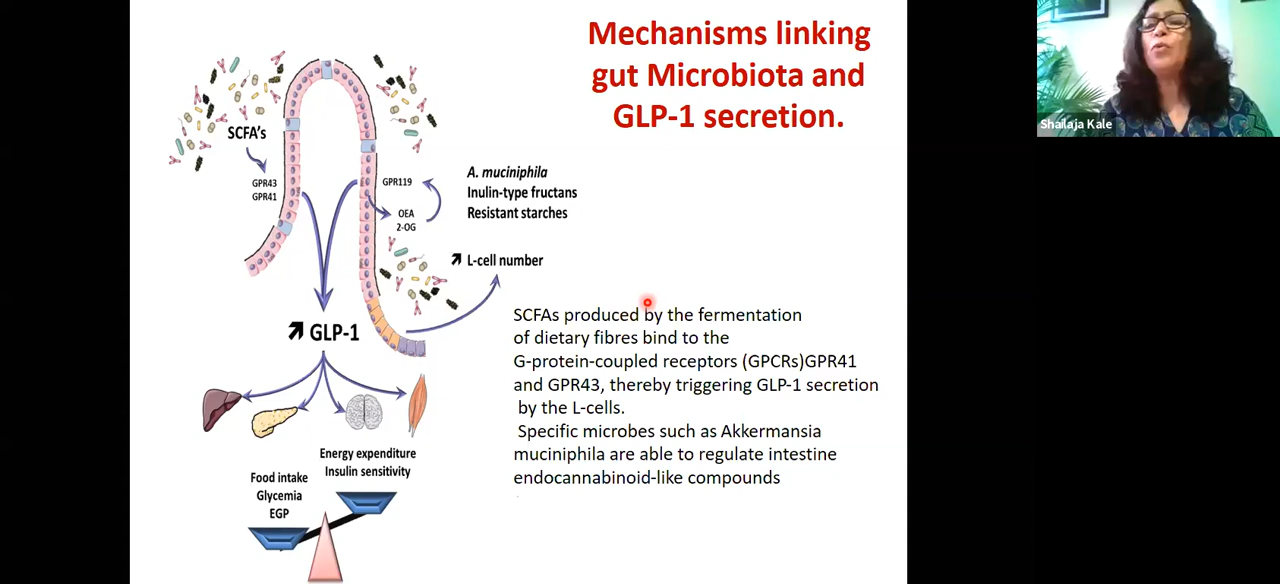 Mechanisms linking
gut Microbiota and
GLP-1 secretion.
Shailaja Kale
SCFA's
GPR43
GPR41
GPR119
OEA
2-OG
A. muciniphila
Inulin-type fructans
Resistant starches
L-cell number
GLP-1
SCFAs produced by the fermentation
of dietary fibres bind to the
G-protein-coupled receptors (GPCRs)GPR41
and GPR43, thereby triggering GLP-1 secretion
by the L-cells.
Specific microbes such as Akkermansia
muciniphila are able to regulate intestine
endocannabinoid-like compounds
Energy expenditure
Insulin sensitivity
Food intake
Glycemia
EGP